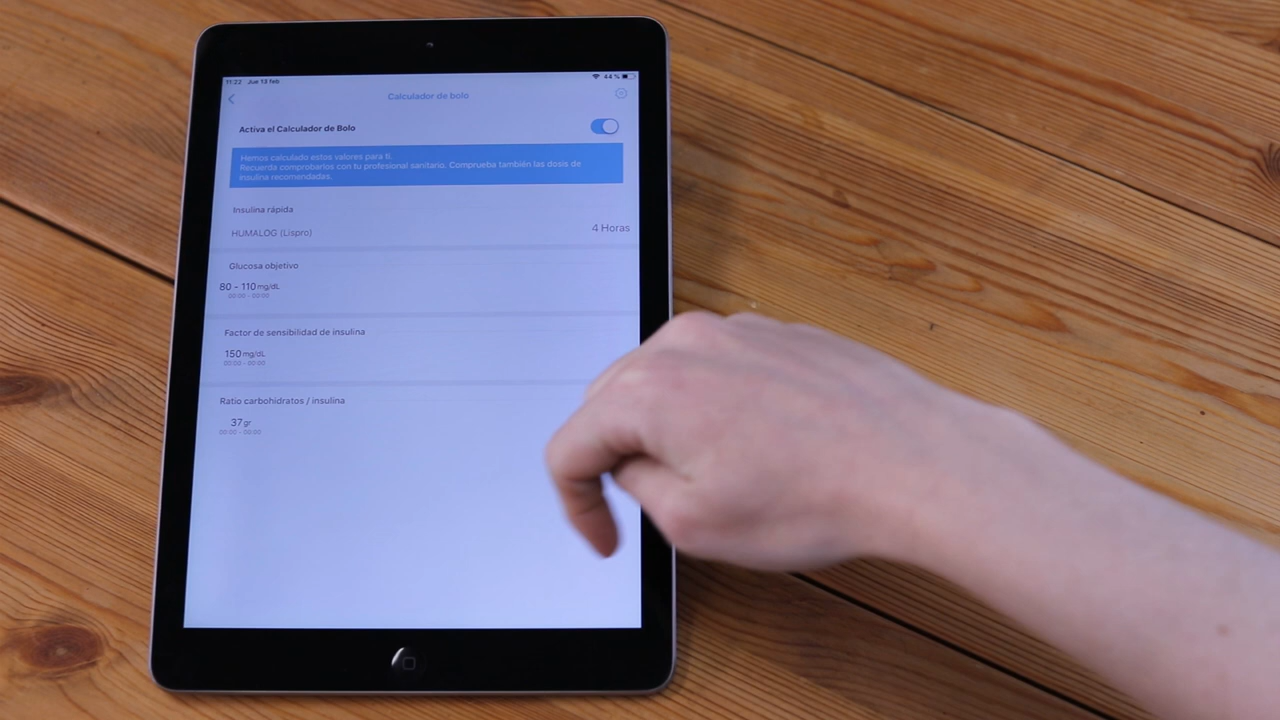 11:22 Jue 13 feb
44 %
Calculador de bolo
Activa el Calculador de Bolo
Hemos calculado estos valores para ti.
Recuerda comprobarlos con tu profesional sanitario. Comprueba también las dosis de
insulina recomendadas.
Insulina rápida
HUMALOG (Lispro)
4 Horas
Glucosa objetivo
80 - 110 mg/dL
00:00 - 00:00
Factor de sensibilidad de insulina
150 mg/dL
00:00 - 00:00
Ratio carbohidratos / insulina
37 gr
00:00 - 00:00